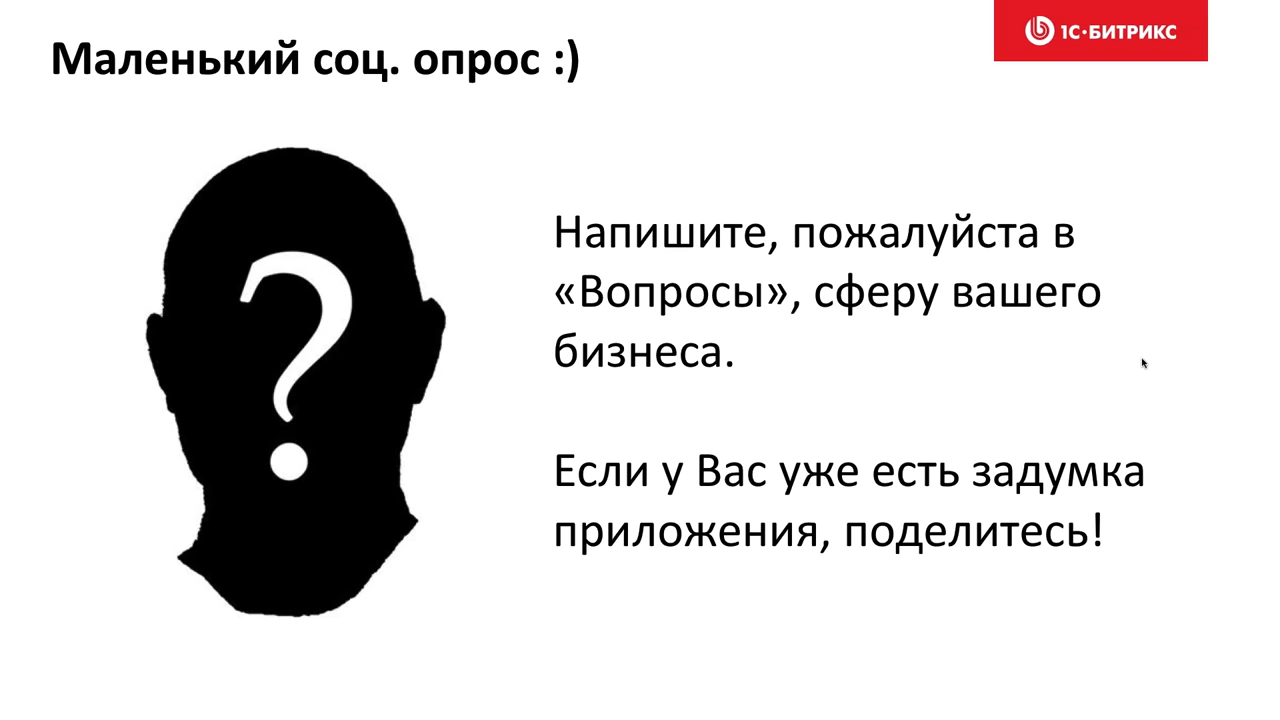 Маленький соц. опрос :)
1С·БИТРИКС
?
Напишите, пожалуйста в
«Вопросы», сферу вашего
бизнеса.
Если у Вас уже есть задумка
приложения, поделитесь!